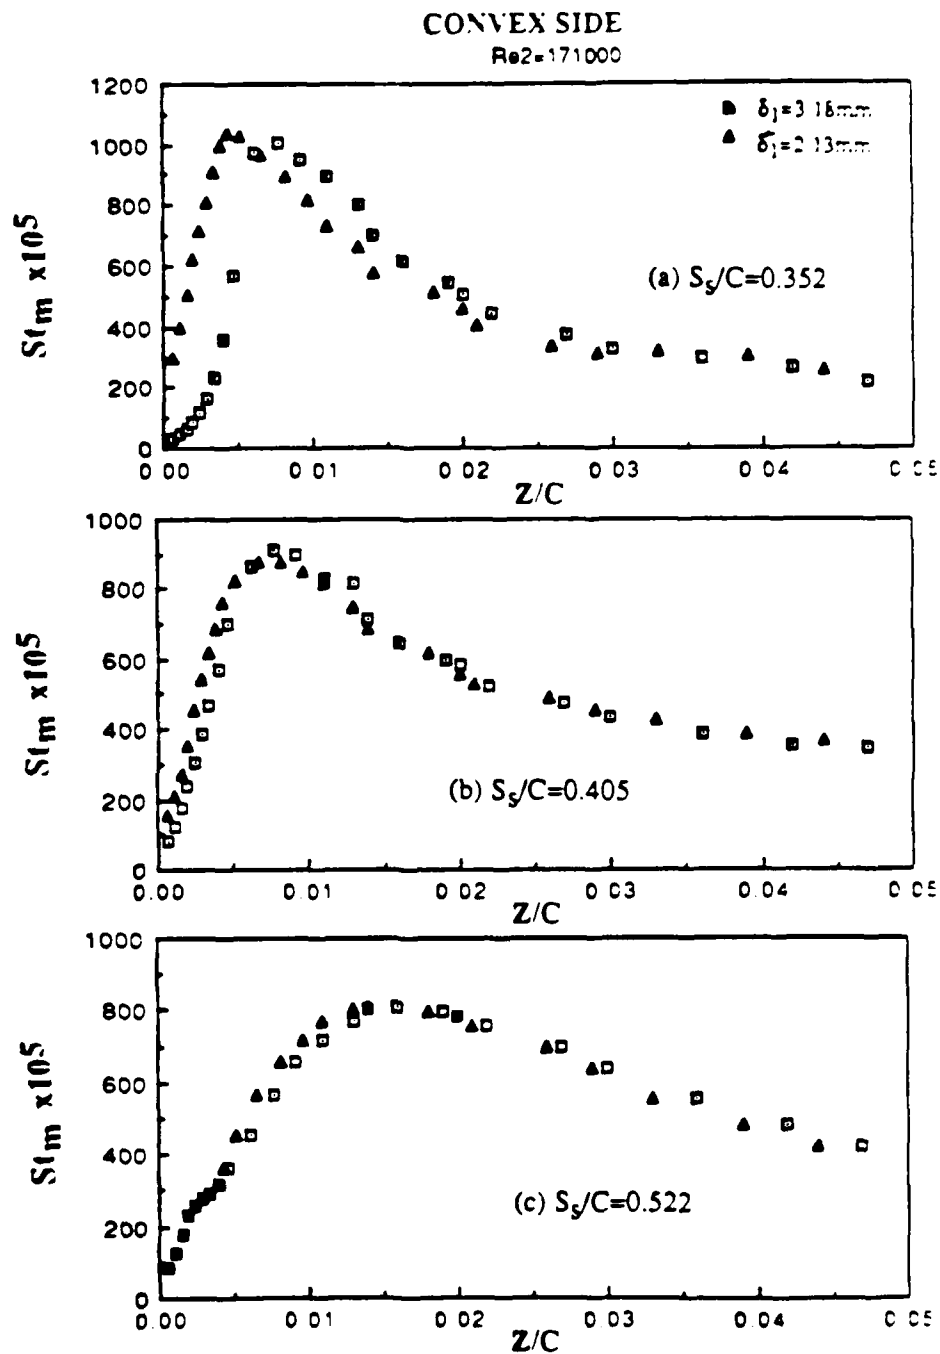 CONVEX SIDE
Re2=171000
1200
1000
800
600
400
200
0
Stm x10⁵
δ1=3.18mm
δ1=2.13mm
(a) Ss/C=0.352
0.00 0.01 0.02 0.03 0.04 0.05
Z/C
1000
800
600
400
200
0
Stm x10⁵
(b) Ss/C=0.405
0.00 0.01 0.02 0.03 0.04 0.05
Z/C
1000
800
600
400
200
0
Stm x10⁵
(c) Ss/C=0.522
0.00 0.01 0.02 0.03 0.04 0.05
Z/C